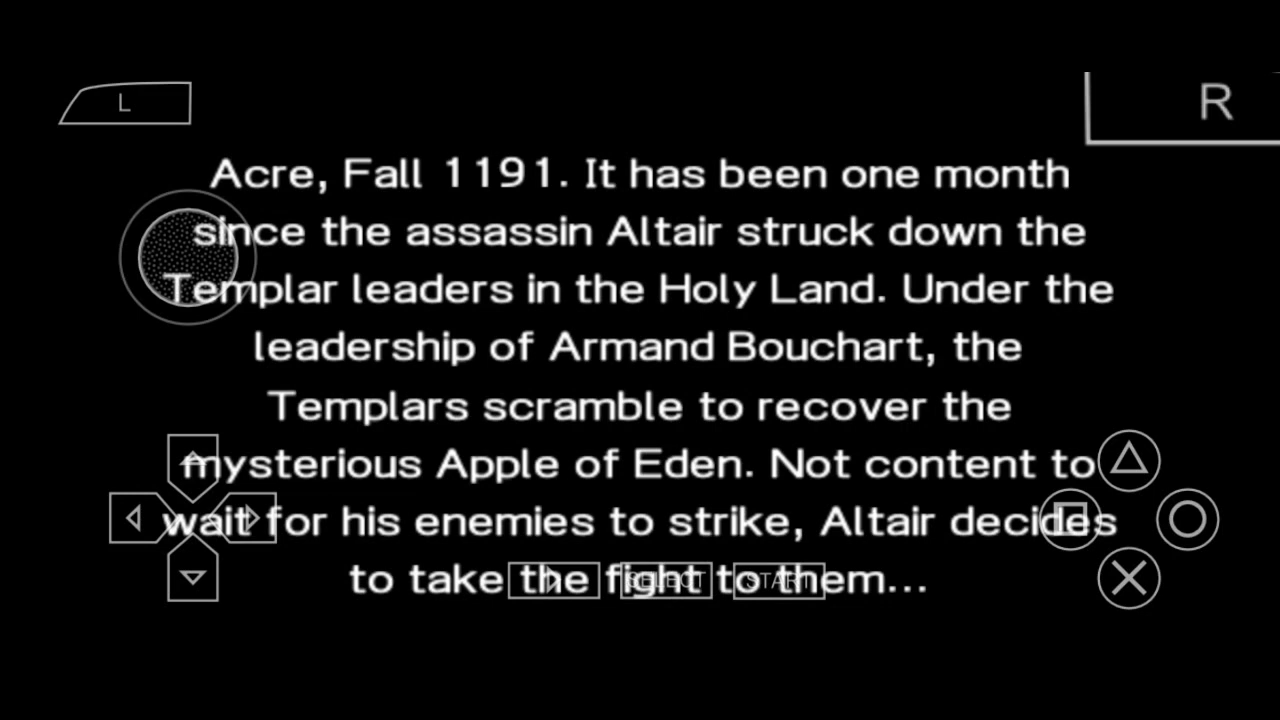 L
R
Acre, Fall 1191. It has been one month
since the assassin Altair struck down the
Templar leaders in the Holy Land. Under the
leadership of Armand Bouchart, the
Templars scramble to recover the
mysterious Apple of Eden. Not content to
wait for his enemies to strike, Altair decides
to take the fight to them...
SELECT
START